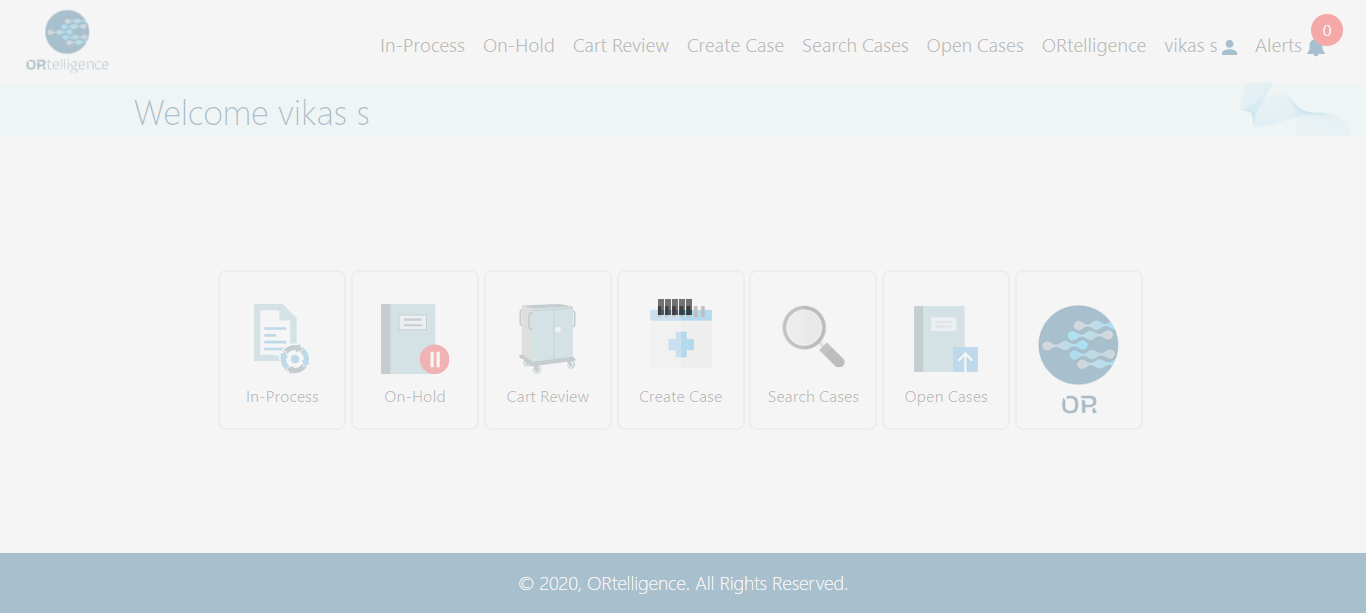 ORtelligence
In-Process On-Hold Cart Review Create Case Search Cases Open Cases ORtelligence vikas s Alerts 0
Welcome vikas s
In-Process
On-Hold
Cart Review
Create Case
Search Cases
Open Cases
OR
© 2020, ORtelligence. All Rights Reserved.